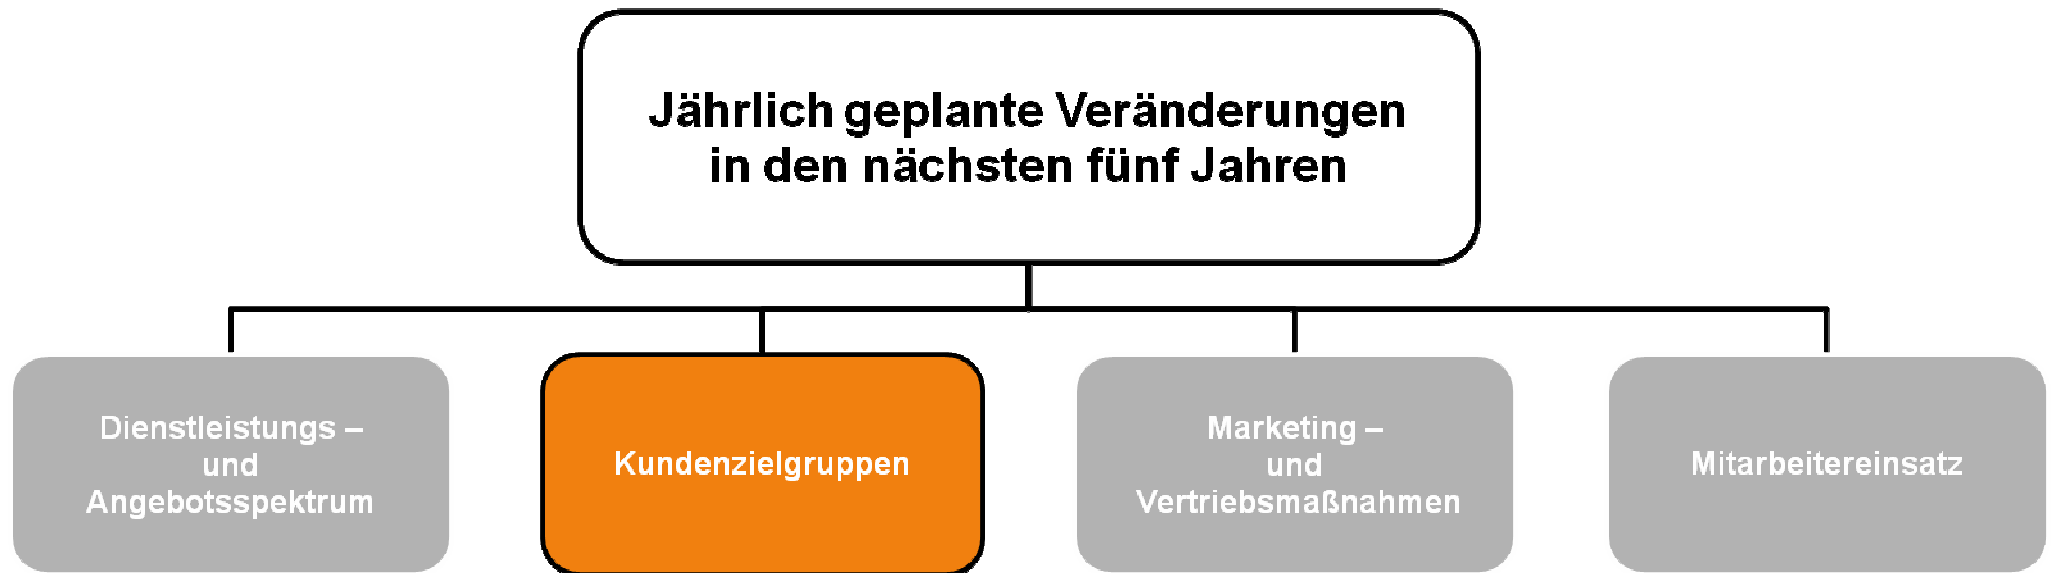 Jährlich geplante Veränderungen
in den nächsten fünf Jahren
Dienstleistungs –
und
Angebotsspektrum
Kundenzielgruppen
Marketing –
und
Vertriebsmaßnahmen
Mitarbeitereinsatz